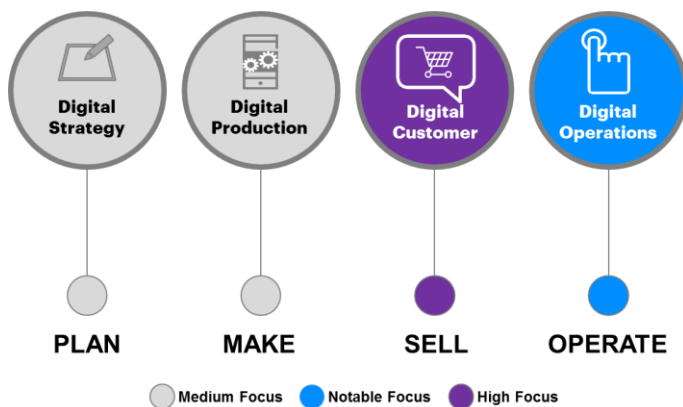 Digital
Strategy
Digital
Production
Digital
Customer
Digital
Operations
PLAN
MAKE
SELL
OPERATE
Medium Focus
Notable Focus
High Focus